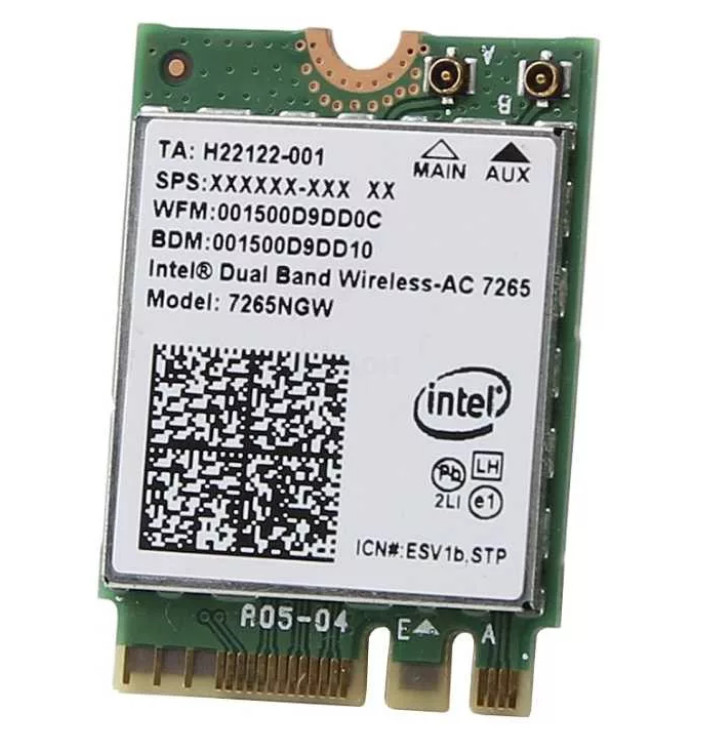 A
B
TA: H22122-001
MAIN AUX
SPS:XXXXXX-XXX XX
WFM:001500D9DD0C
BDM:001500D9DD10
Intel® Dual Band Wireless-AC 7265
Model: 7265NGW
intel®
Pb LH
2LI e1
ICN#:ESV1b,STP
A05-04 E A